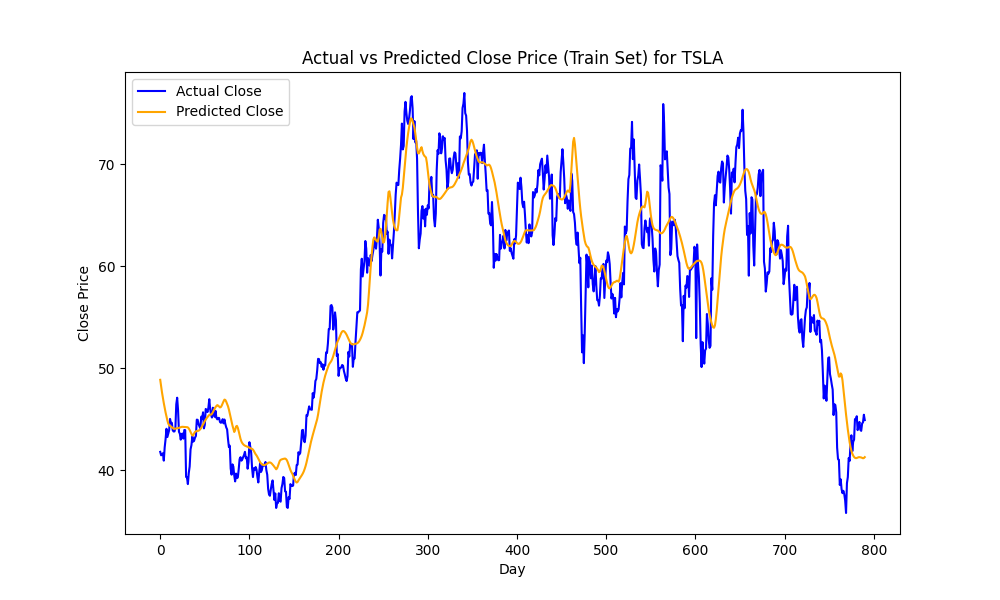 Actual vs Predicted Close Price (Train Set) for TSLA
Actual Close
Predicted Close
Close Price
70
60
50
40
0 100 200 300 400 500 600 700 800
Day